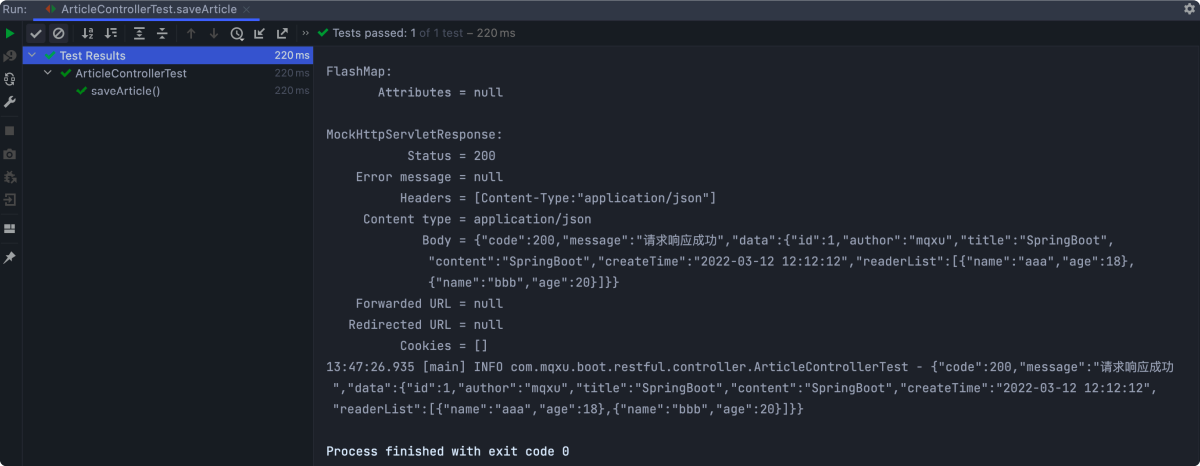 Run: ArticleControllerTest.saveArticle
Tests passed: 1 of 1 test – 220 ms
Test Results 220 ms
ArticleControllerTest 220 ms
saveArticle() 220 ms
FlashMap:
Attributes = null
MockHttpServletResponse:
Status = 200
Error message = null
Headers = [Content-Type:"application/json"]
Content type = application/json
Body = {"code":200,"message":"请求响应成功","data":{"id":1,"author":"mqxu","title":"SpringBoot",
"content":"SpringBoot","createTime":"2022-03-12 12:12:12","readerList":[{"name":"aaa","age":18},
{"name":"bbb","age":20}]}}
Forwarded URL = null
Redirected URL = null
Cookies = []
13:47:26.935 [main] INFO com.mqxu.boot.restful.controller.ArticleControllerTest - {"code":200,"message":"请求响应成功
","data":{"id":1,"author":"mqxu","title":"SpringBoot","content":"SpringBoot","createTime":"2022-03-12 12:12:12",
"readerList":[{"name":"aaa","age":18},{"name":"bbb","age":20}]}}
Process finished with exit code 0